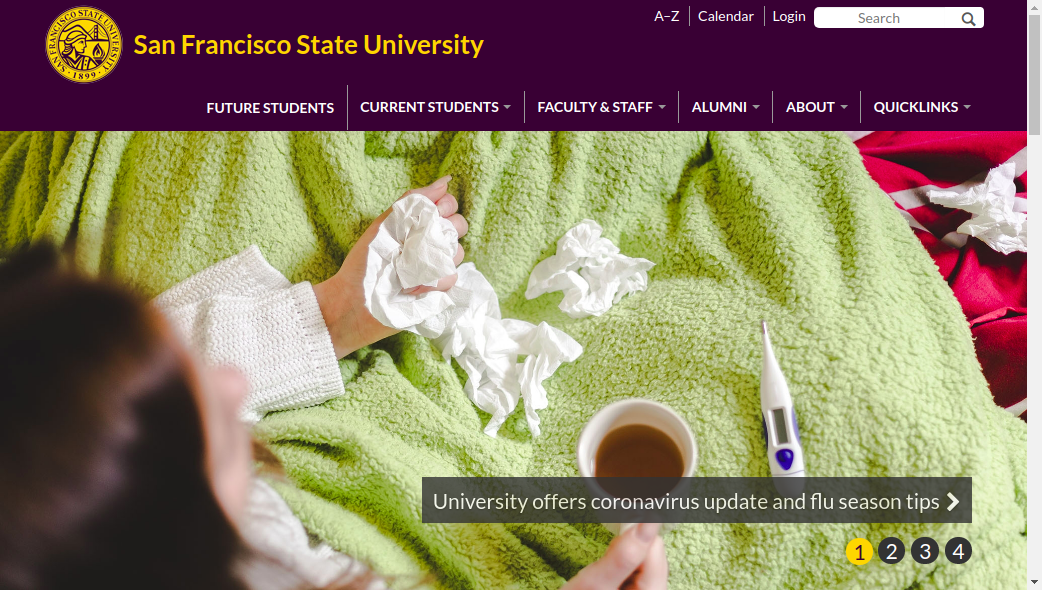 A–Z
Calendar
Login
Search
SAN FRANCISCO STATE UNIVERSITY
1899
San Francisco State University
FUTURE STUDENTS
CURRENT STUDENTS
FACULTY & STAFF
ALUMNI
ABOUT
QUICKLINKS
University offers coronavirus update and flu season tips
1 2 3 4